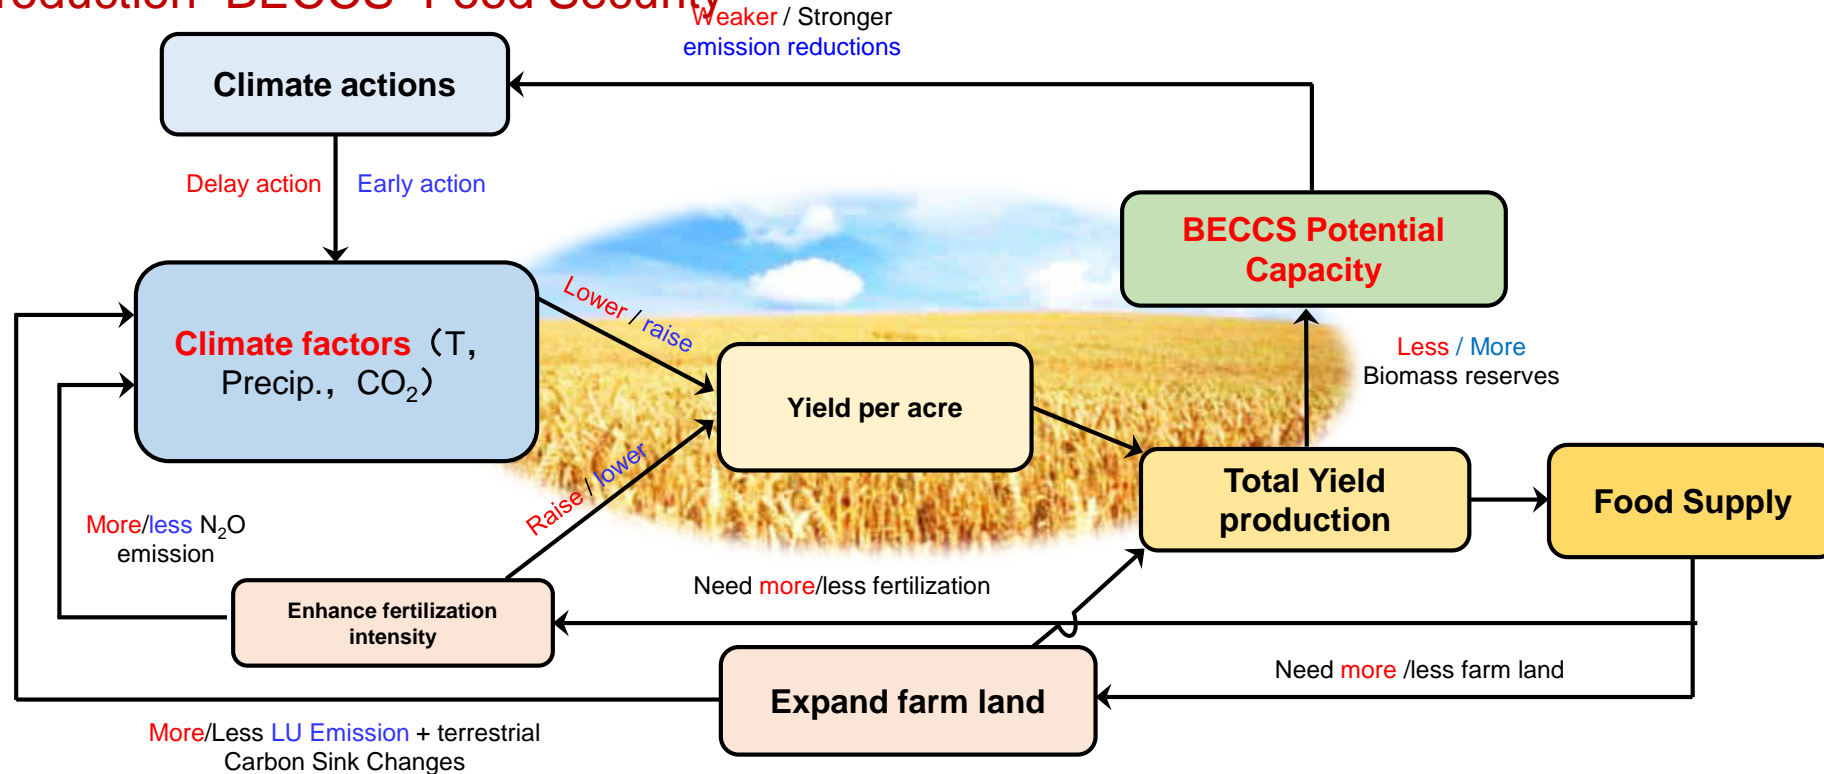 BECCS Food Security
Weaker / Stronger
emission reductions
Climate actions
Delay action
Early action
BECCS Potential
Capacity
Lower / raise
Climate factors（T,
Precip., CO₂）
Less / More
Biomass reserves
Yield per acre
Total Yield
production
Food Supply
Raise / lower
More/less N₂O
emission
Need more/less fertilization
Enhance fertilization
intensity
Need more /less farm land
Expand farm land
More/Less LU Emission + terrestrial
Carbon Sink Changes